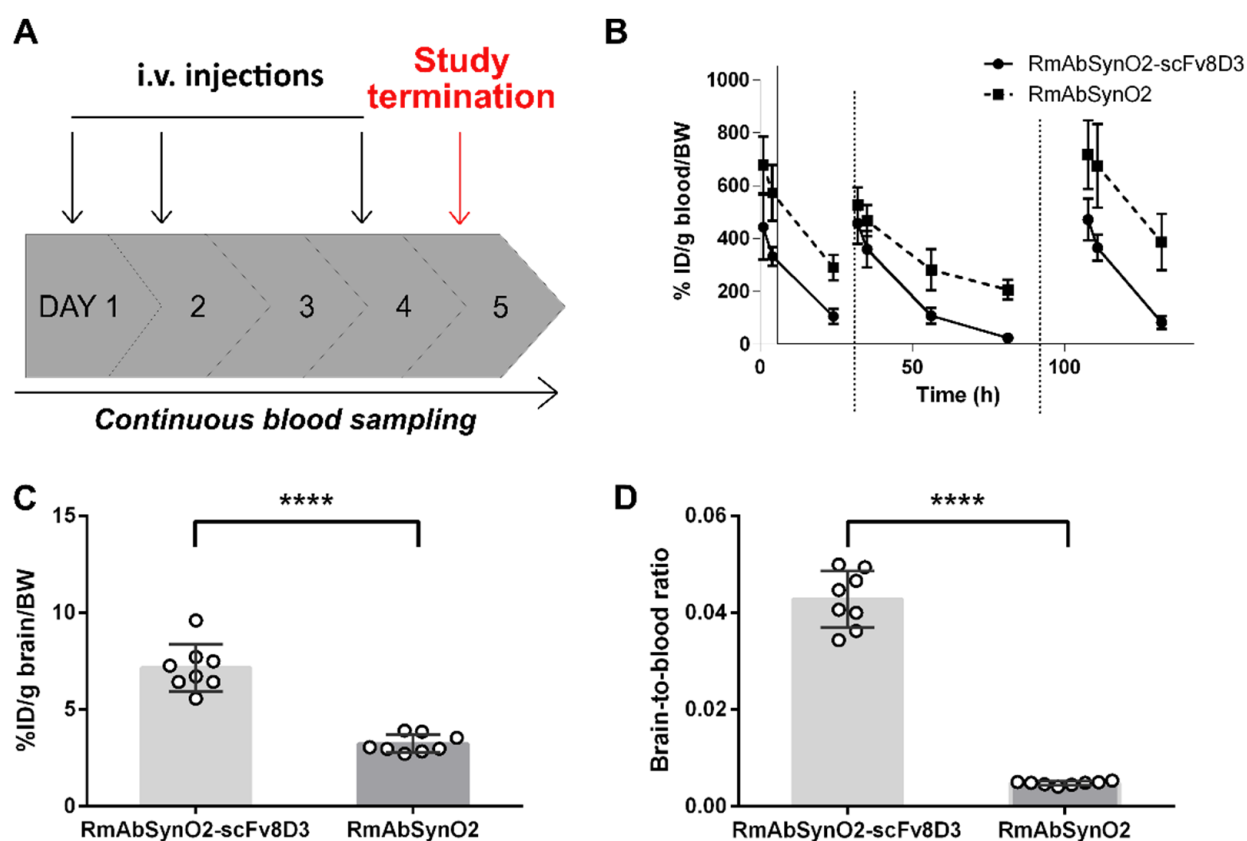 A
i.v. injections
Study
termination
DAY 1
2
3
4
5
Continuous blood sampling
B
RmAbSynO2-scFv8D3
RmAbSynO2
% ID/g blood/BW
1000
800
600
400
200
0
0
50
100
Time (h)
C
****
%ID/g brain/BW
15
10
5
0
RmAbSynO2-scFv8D3
RmAbSynO2
D
****
Brain-to-blood ratio
0.06
0.04
0.02
0.00
RmAbSynO2-scFv8D3
RmAbSynO2